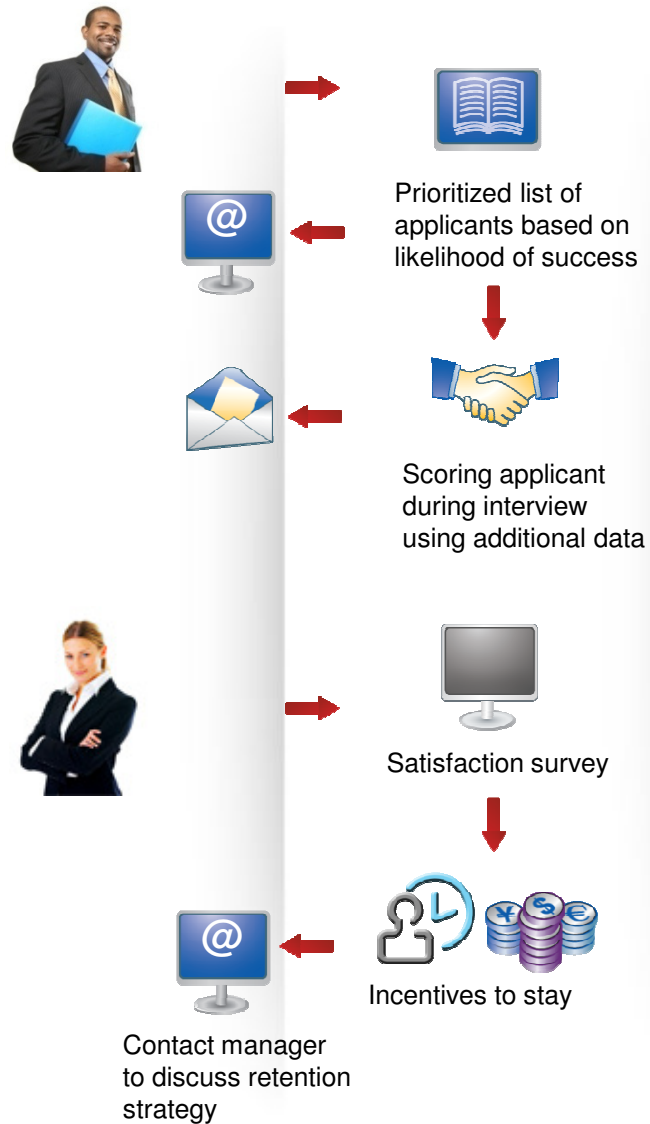 @
Prioritized list of
applicants based on
likelihood of success
Scoring applicant
during interview
using additional data
Satisfaction survey
¥ $ €
@
Incentives to stay
Contact manager
to discuss retention
strategy